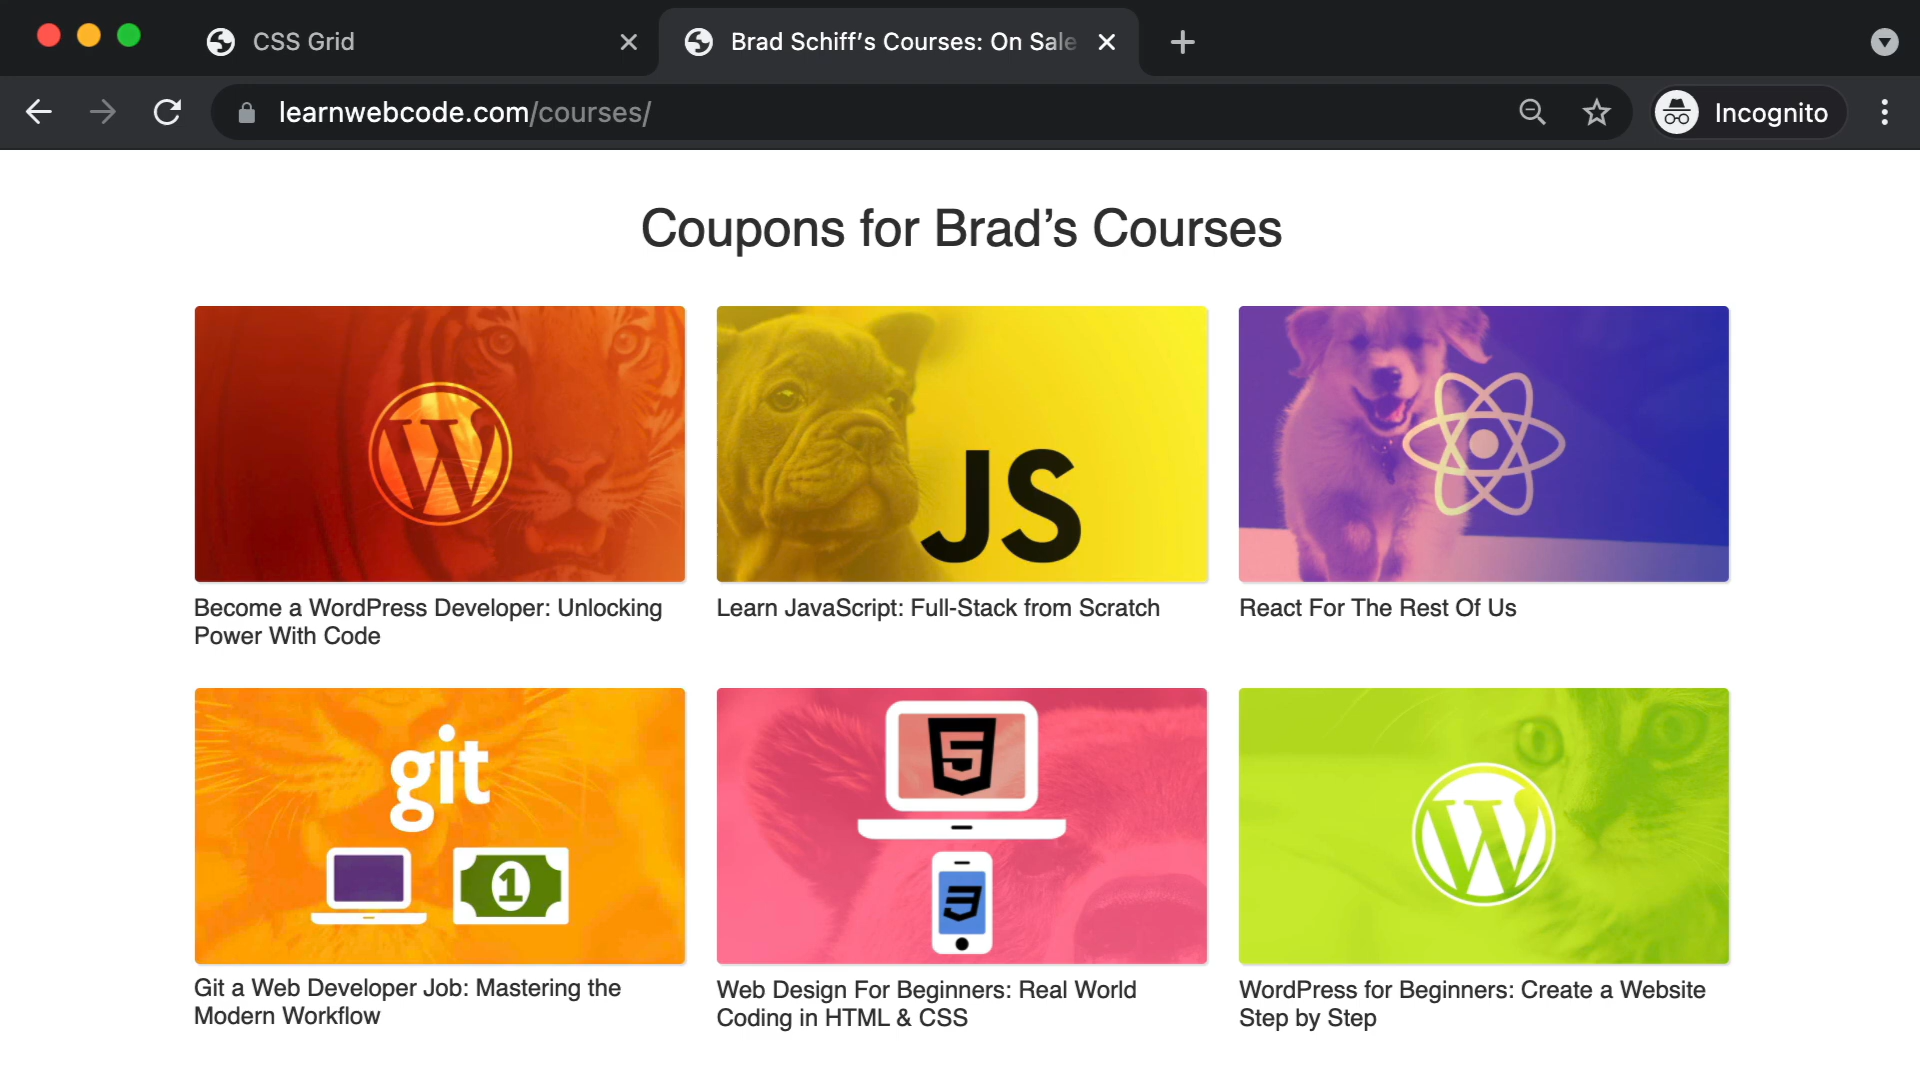 CSS Grid
Brad Schiff's Courses: On Sale
learnwebcode.com/courses/
Incognito
Coupons for Brad's Courses
W
JS
Become a WordPress Developer: Unlocking
Power With Code
Learn JavaScript: Full-Stack from Scratch
React For The Rest Of Us
git
1
5
3
W
Git a Web Developer Job: Mastering the
Modern Workflow
Web Design For Beginners: Real World
Coding in HTML & CSS
WordPress for Beginners: Create a Website
Step by Step